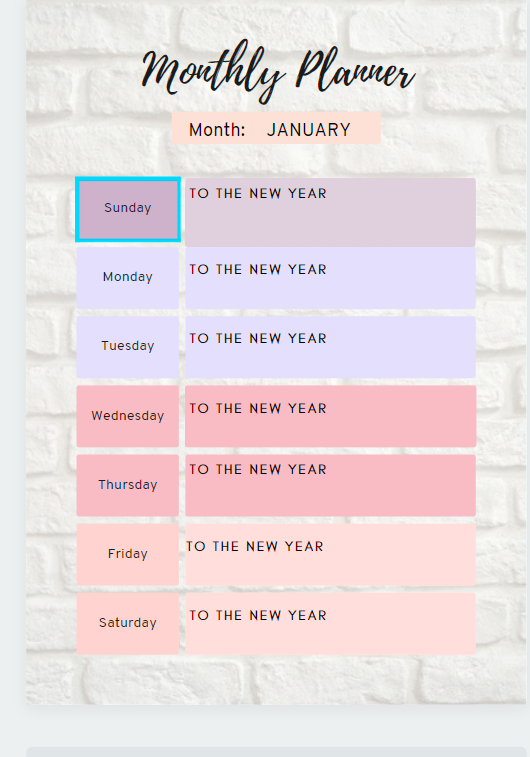 Monthly Planner
Month: JANUARY
Sunday TO THE NEW YEAR
Monday TO THE NEW YEAR
Tuesday TO THE NEW YEAR
Wednesday TO THE NEW YEAR
Thursday TO THE NEW YEAR
Friday TO THE NEW YEAR
Saturday TO THE NEW YEAR